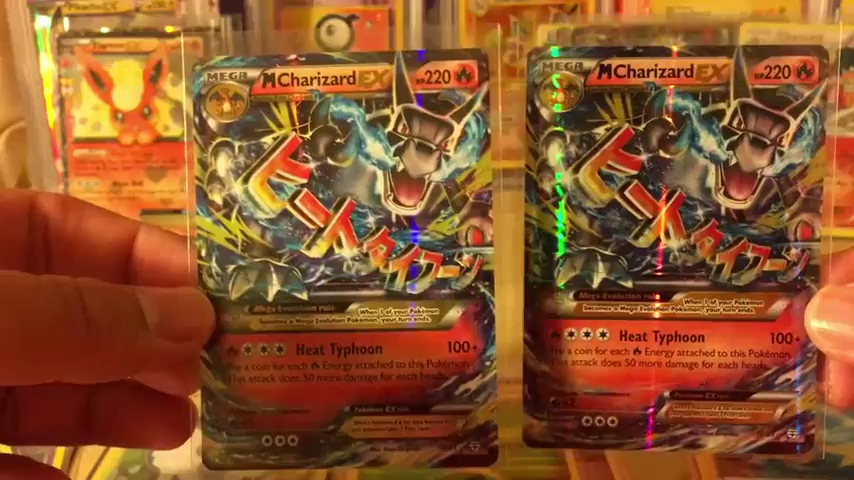 MEGA
MCharizard EX HP220
ヒートタイフーン
Mega Evolution rule
When 1 of your Pokémon
becomes a Mega Evolution Pokémon, your turn ends.
Heat Typhoon 100+
Flip a coon for each Energy attached to this Pokémon.
This attack does 50 more damage for each heads.
Pokémon-EX rule
MEGA
MCharizard EX HP220
ヒートタイフーン
Mega Evolution rule
When 1 of your Pokémon
becomes a Mega Evolution Pokémon, your turn ends.
Heat Typhoon 100+
Flip a coin for each Energy attached to this Pokémon.
This attack does 50 more damage for each heads.
×2
Pokémon-EX rule